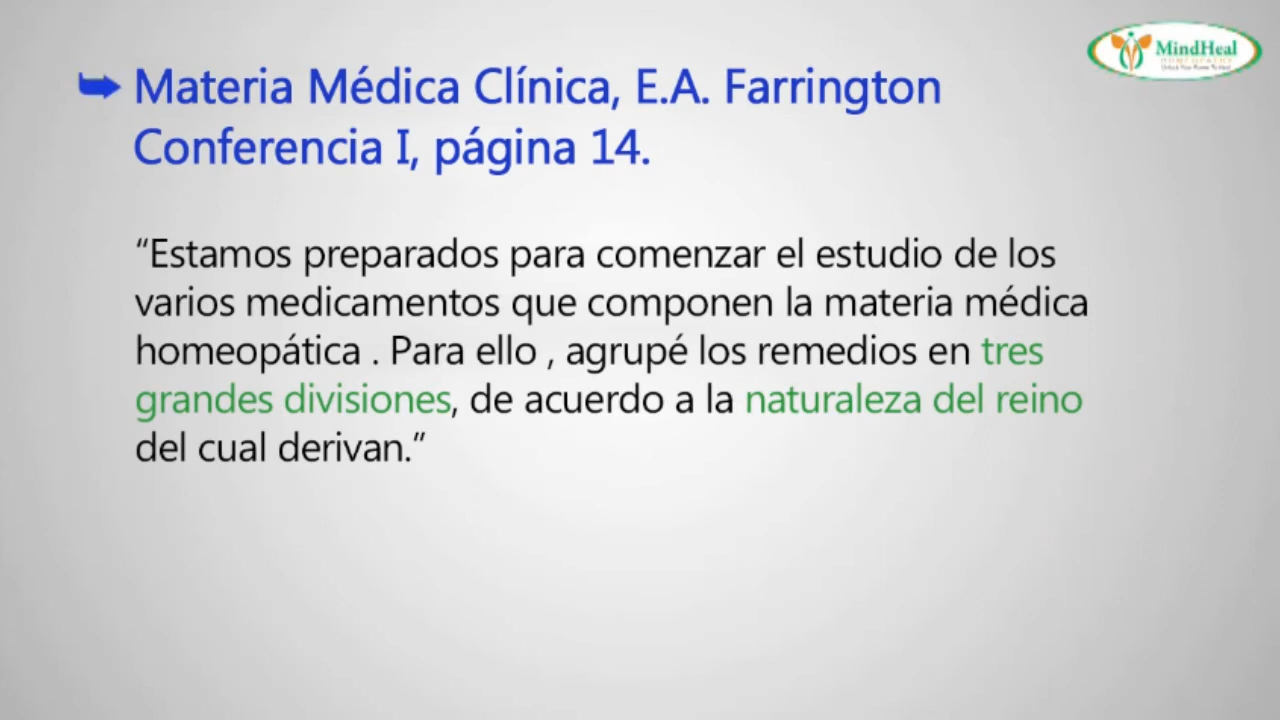 MindHeal
HOMEOPATHY
➥ Materia Médica Clínica, E.A. Farrington
Conferencia I, página 14.
“Estamos preparados para comenzar el estudio de los
varios medicamentos que componen la materia médica
homeopática . Para ello , agrupé los remedios en tres
grandes divisiones, de acuerdo a la naturaleza del reino
del cual derivan.”